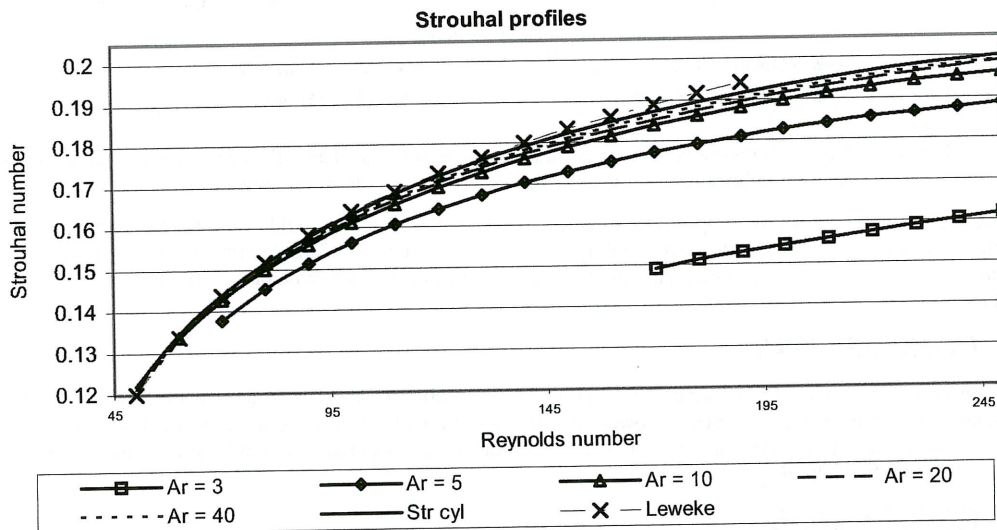 Strouhal profiles
Strouhal number
0.2
0.19
0.18
0.17
0.16
0.15
0.14
0.13
0.12
45 95 145 195 245
Reynolds number
Ar = 3 Ar = 5 Ar = 10 Ar = 20
Ar = 40 Str cyl Leweke